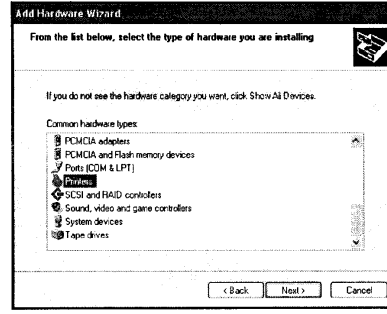 Add Hardware Wizard
From the list below, select the type of hardware you are installing
If you do not see the hardware category you want, click Show All Devices.
Common hardware types:
PCMCIA adapters
PCMCIA and Flash memory devices
Ports (COM & LPT)
Printers
SCSI and RAID controllers
Sound, video and game controllers
System devices
Tape drives
< Back Next > Cancel